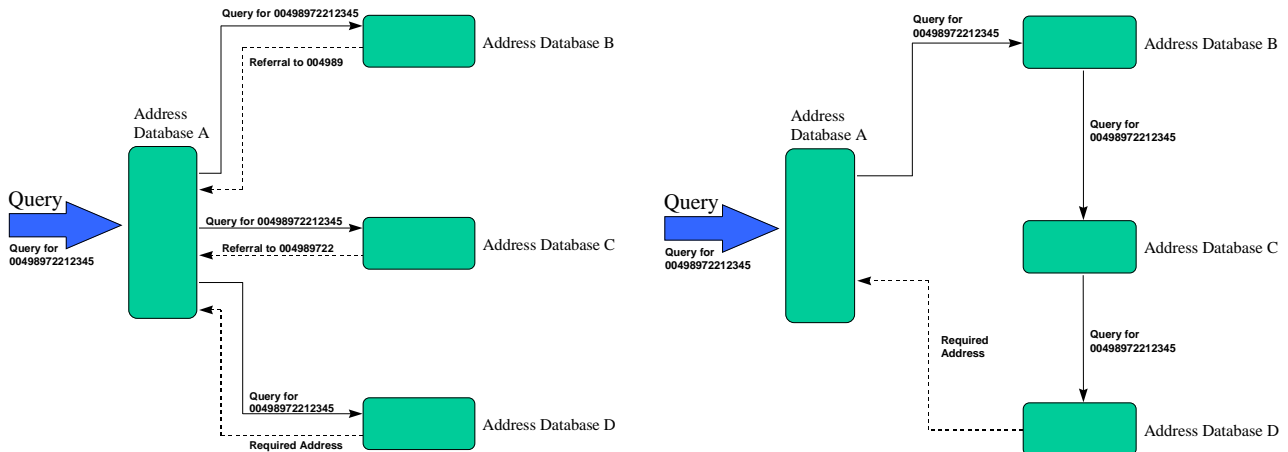 Query for 00498972212345
Address Database B
Referral to 004989
Address
Database A
Query
Query for
00498972212345
Query for 00498972212345
Referral to 004989722
Address Database C
Query for
00498972212345
Required Address
Address Database D
Query for
00498972212345
Address Database B
Address
Database A
Query for
00498972212345
Query
Query for
00498972212345
Address Database C
Required
Address
Query for
00498972212345
Address Database D